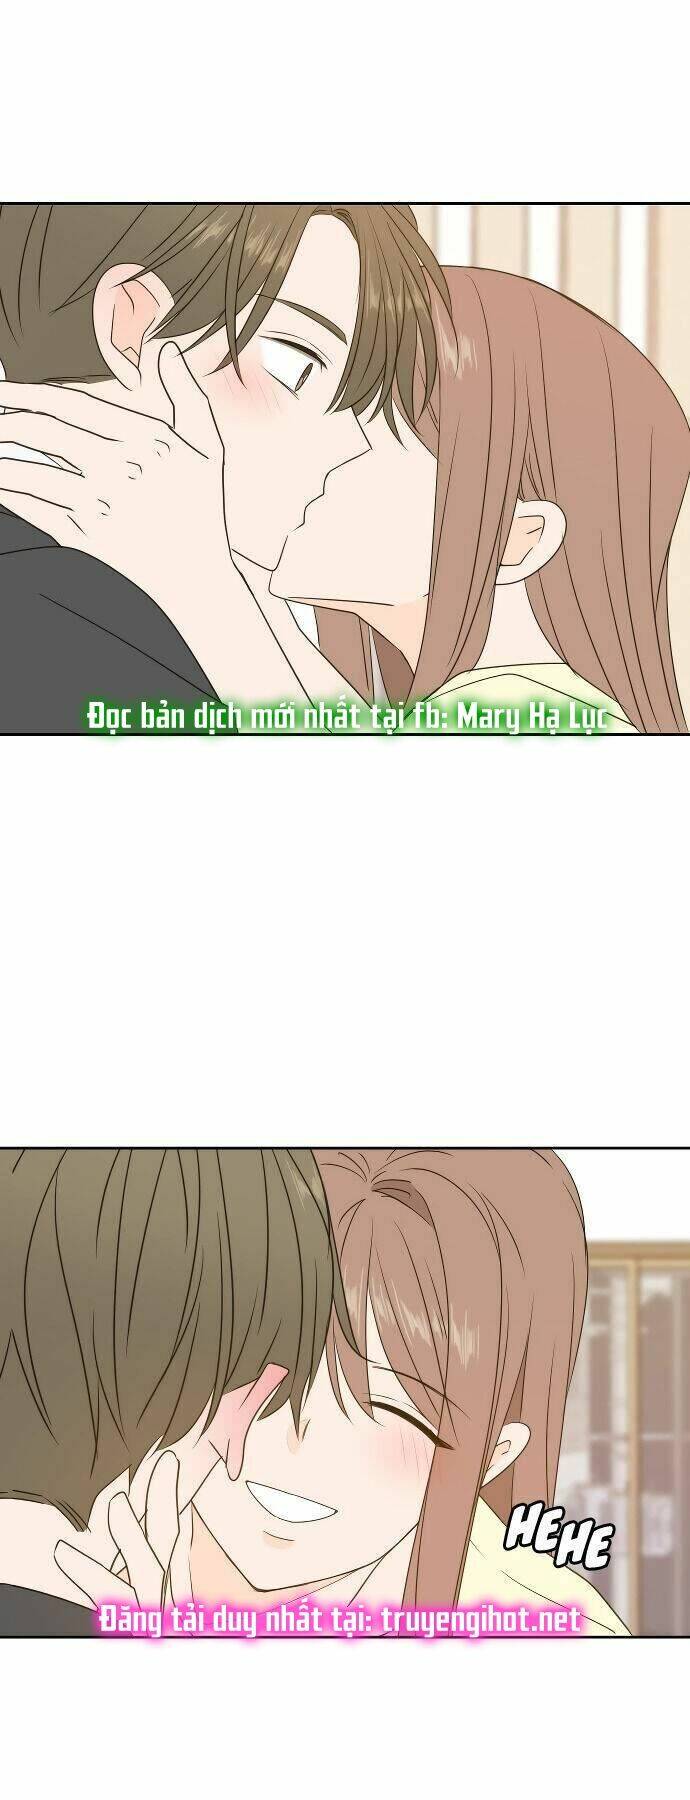 Đọc bản dịch mới nhất tại fb: Mary Hạ Lục
HEHE
Đăng tải duy nhất tại: truyengihot.net